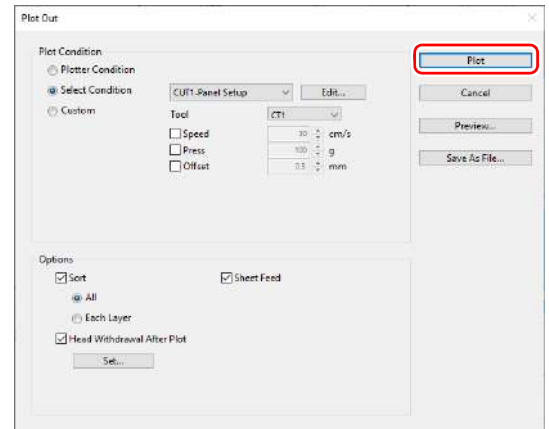 Plot Out
Plot Condition
Plotter Condition
Select Condition
CUT1-Panel Setup
Edit...
Custom
Tool
CT1
Speed
30
cm/s
Press
100
g
Offset
0.5
mm
Plot
Cancel
Preview...
Save As File...
Options
Sort
Sheet Feed
All
Each Layer
Head Withdrawal After Plot
Set...